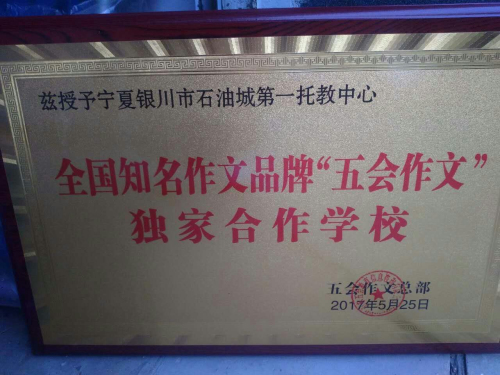 兹授予宁夏银川市石油城第一托教中心
全国知名作文品牌“五会作文”
独家合作学校
五会作文总部
2017年5月25日